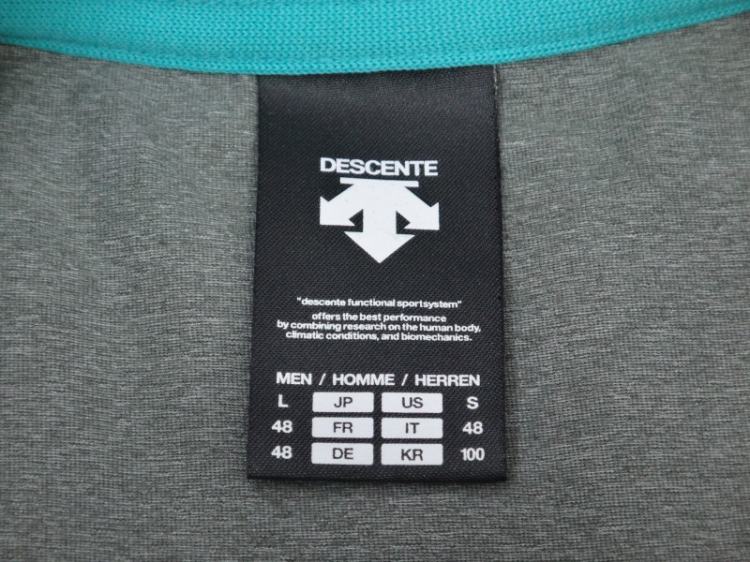 DESCENTE
"descente functional sportsystem"
offers the best performance
by combining research on the human body,
climatic conditions, and biomechanics.
MEN / HOMME / HERREN
L JP US S
48 FR IT 48
48 DE KR 100